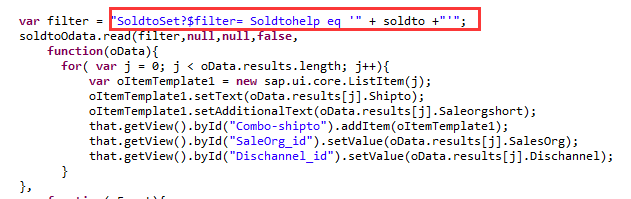 var filter = "SoldtoSet?$filter= Soldtohelp eq '" + soldto +"'";
soldtoOdata.read(filter,null,null,false,
function(oData){
for( var j = 0; j < oData.results.length; j++){
var oItemTemplate1 = new sap.ui.core.ListItem(j);
oItemTemplate1.setText(oData.results[j].Shipto);
oItemTemplate1.setAdditionalText(oData.results[j].Saleorgshort);
that.getView().byId("Combo-shipto").addItem(oItemTemplate1);
that.getView().byId("SaleOrg_id").setValue(oData.results[j].SalesOrg);
that.getView().byId("Dischannel_id").setValue(oData.results[j].Dischannel);
}
},